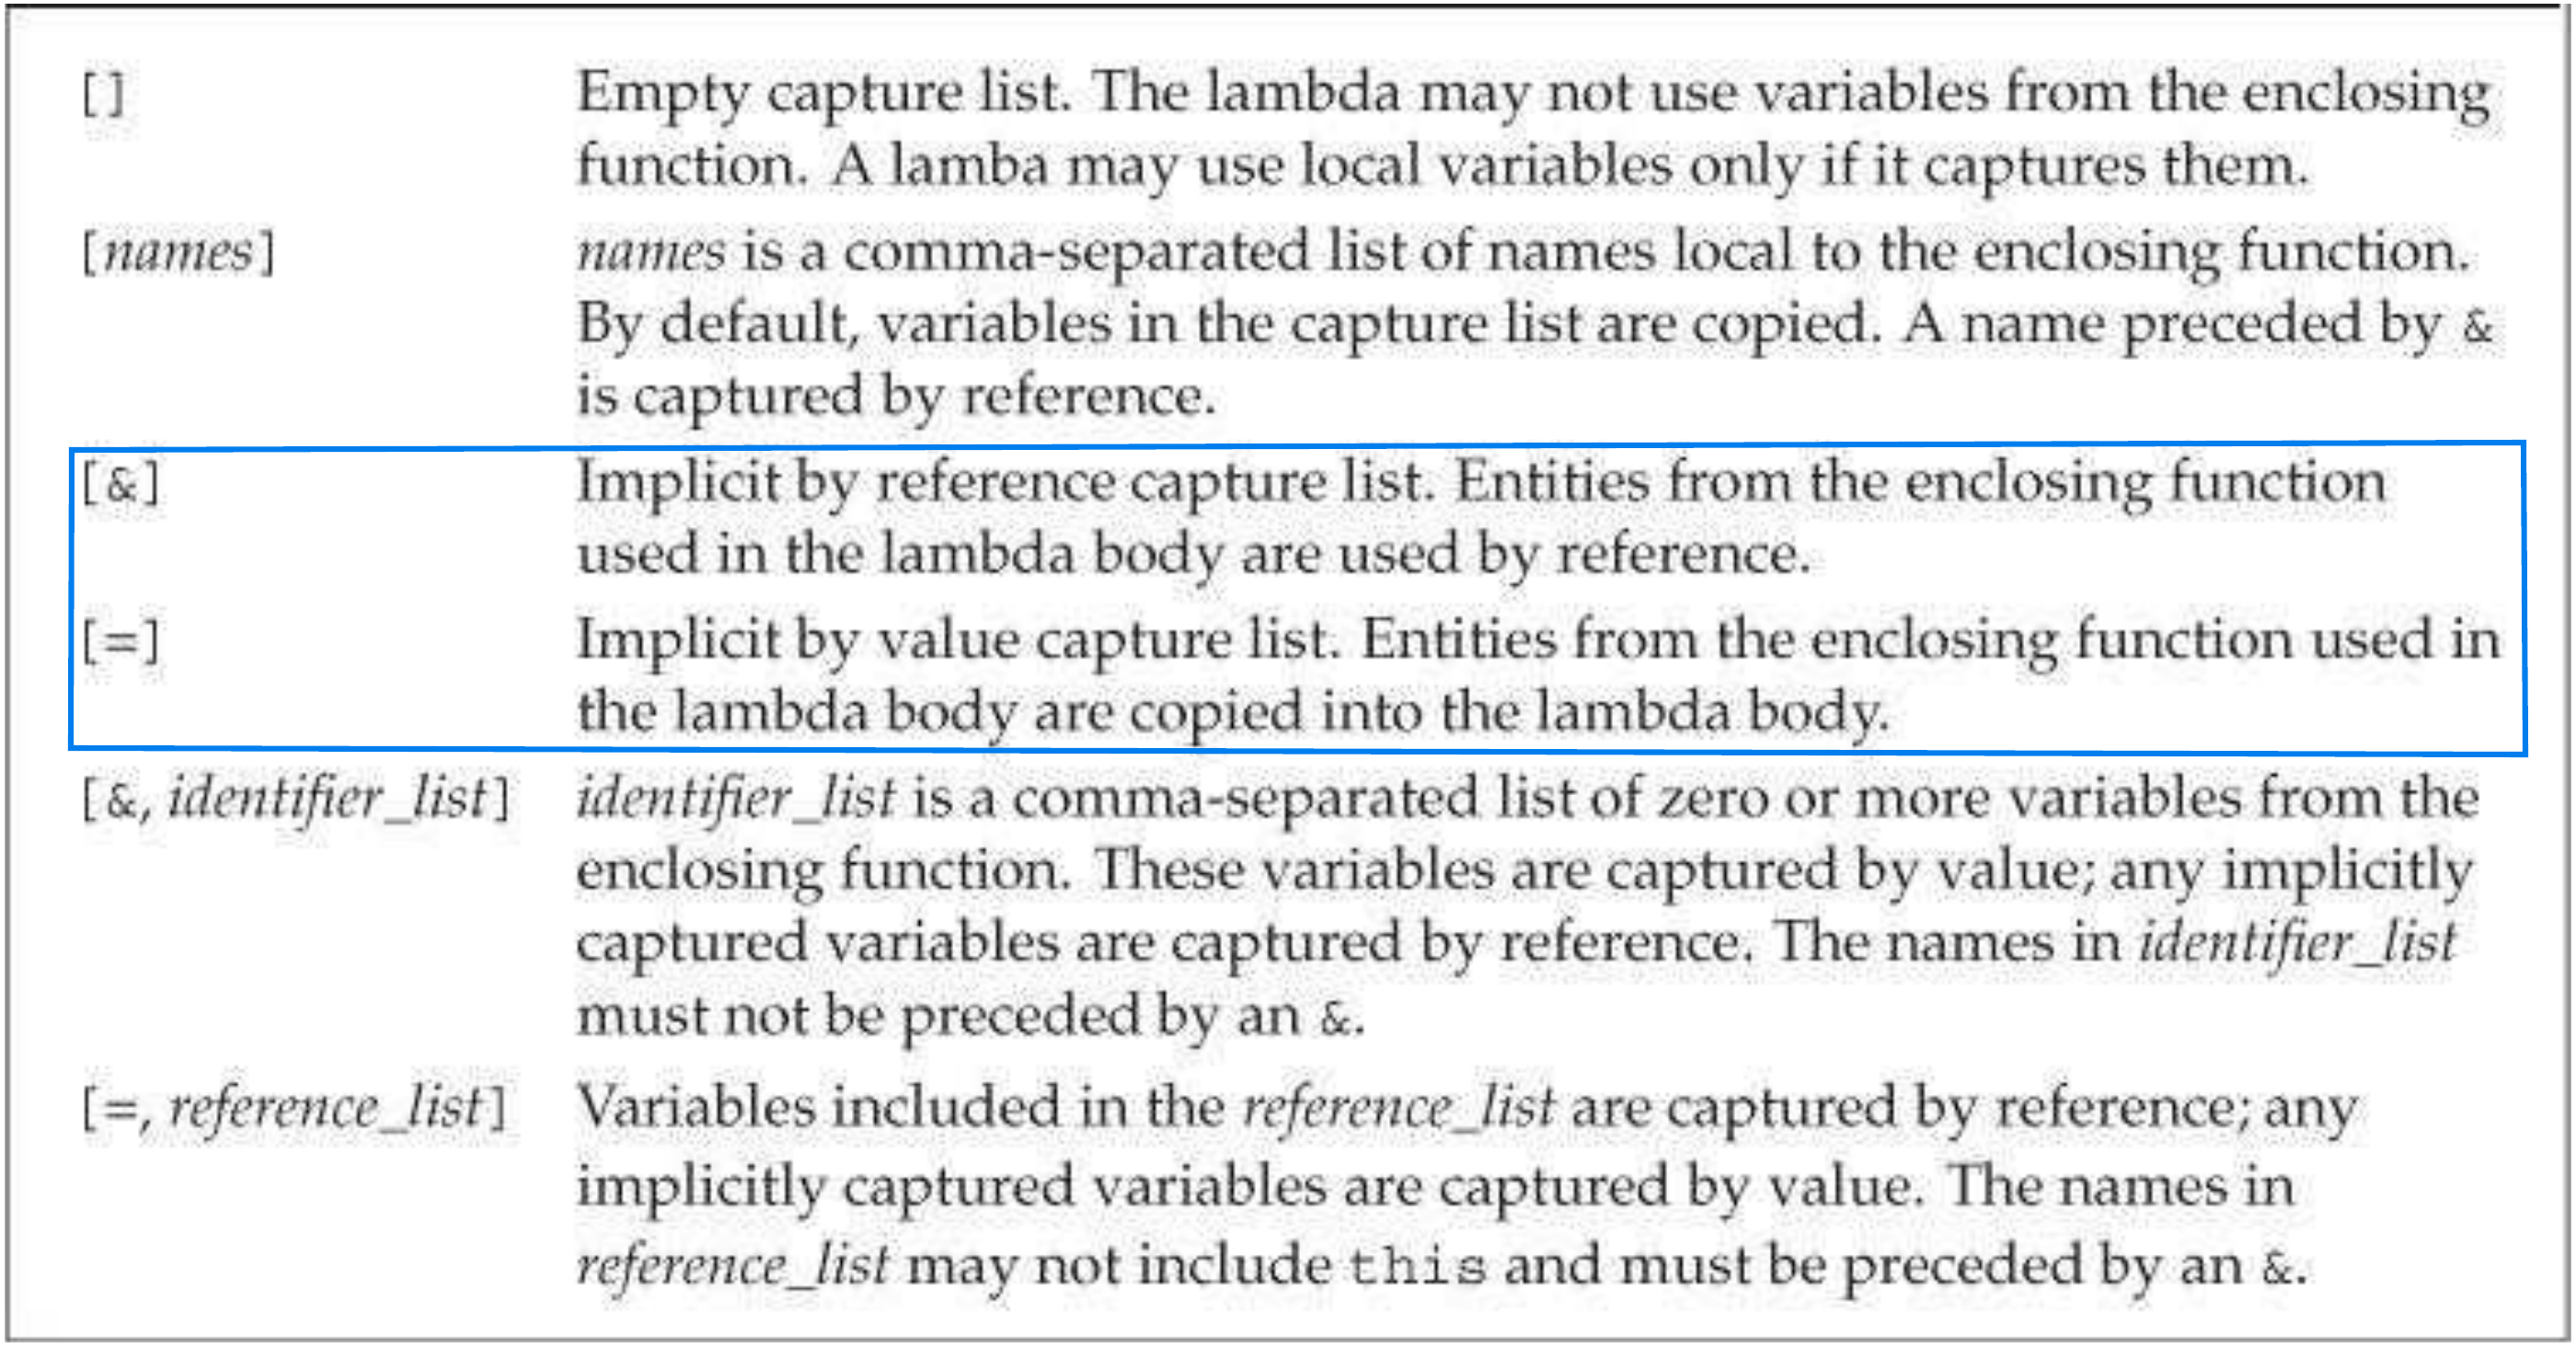 [] Empty capture list. The lambda may not use variables from the enclosing
function. A lamba may use local variables only if it captures them.
[names] names is a comma-separated list of names local to the enclosing function.
By default, variables in the capture list are copied. A name preceded by &
is captured by reference.
[&] Implicit by reference capture list. Entities from the enclosing function
used in the lambda body are used by reference.
[=] Implicit by value capture list. Entities from the enclosing function used in
the lambda body are copied into the lambda body.
[&, identifier_list] identifier_list is a comma-separated list of zero or more variables from the
enclosing function. These variables are captured by value; any implicitly
captured variables are captured by reference. The names in identifier_list
must not be preceded by an &.
[=, reference_list] Variables included in the reference_list are captured by reference; any
implicitly captured variables are captured by value. The names in
reference_list may not include this and must be preceded by an &.